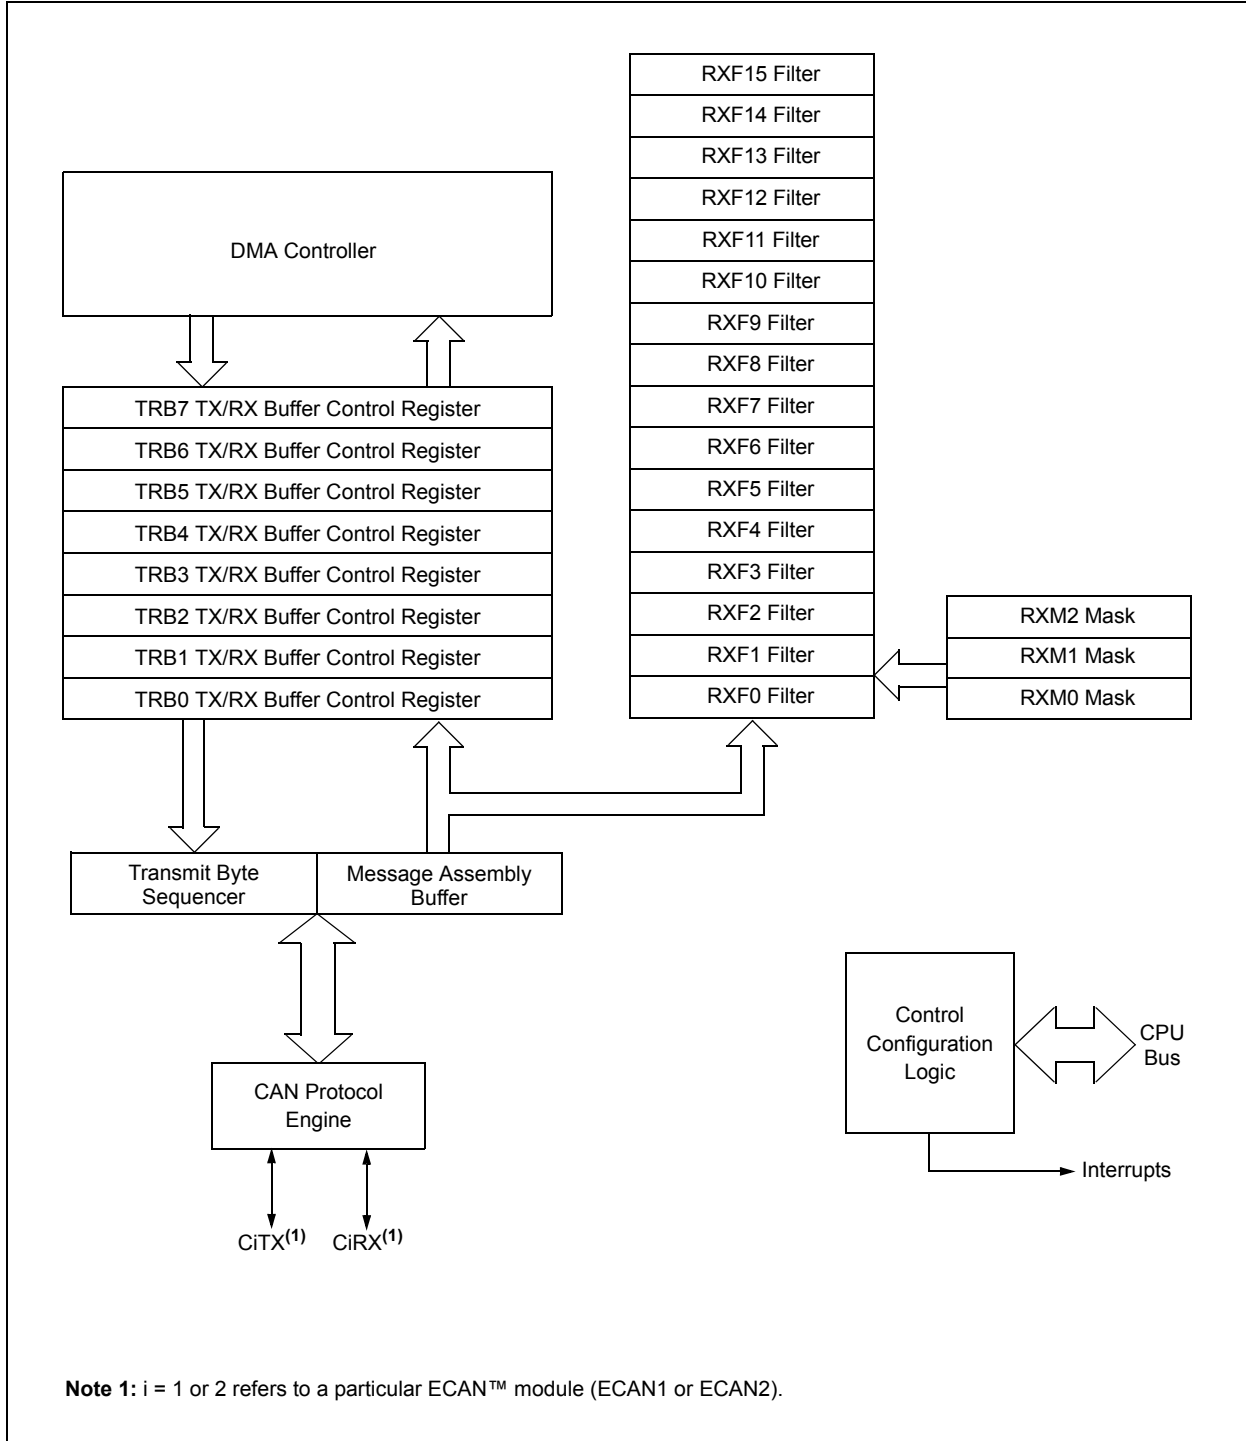 RXF15 Filter
RXF14 Filter
RXF13 Filter
RXF12 Filter
RXF11 Filter
RXF10 Filter
RXF9 Filter
RXF8 Filter
RXF7 Filter
RXF6 Filter
RXF5 Filter
RXF4 Filter
RXF3 Filter
RXF2 Filter
RXF1 Filter
RXF0 Filter
DMA Controller
TRB7 TX/RX Buffer Control Register
TRB6 TX/RX Buffer Control Register
TRB5 TX/RX Buffer Control Register
TRB4 TX/RX Buffer Control Register
TRB3 TX/RX Buffer Control Register
TRB2 TX/RX Buffer Control Register
TRB1 TX/RX Buffer Control Register
TRB0 TX/RX Buffer Control Register
RXM2 Mask
RXM1 Mask
RXM0 Mask
Transmit Byte
Sequencer
Message Assembly
Buffer
Control
Configuration
Logic
CPU
Bus
CAN Protocol
Engine
Interrupts
CiTX(1)
CiRX(1)
Note 1: i = 1 or 2 refers to a particular ECAN™ module (ECAN1 or ECAN2).